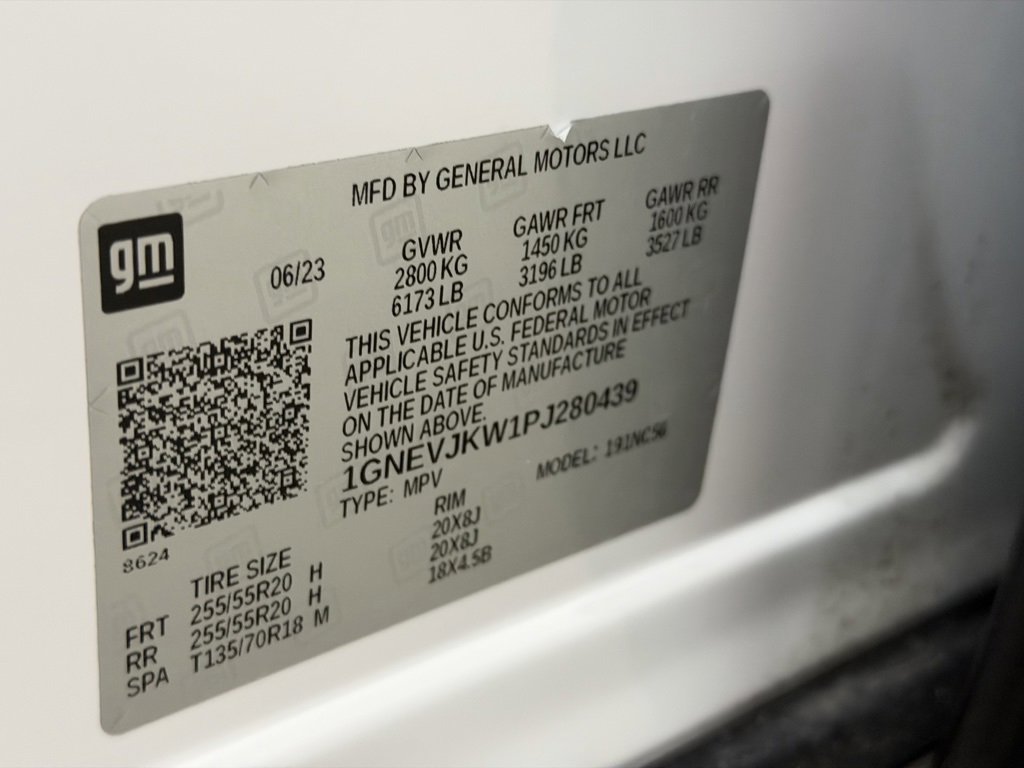 MFD BY GENERAL MOTORS LLC
gm
06/23
GVWR GAWR FRT GAWR RR
2800 KG 1450 KG 1600 KG
6173 LB 3196 LB 3527 LB
THIS VEHICLE CONFORMS TO ALL
APPLICABLE U.S. FEDERAL MOTOR
VEHICLE SAFETY STANDARDS IN EFFECT
ON THE DATE OF MANUFACTURE
SHOWN ABOVE.
1GNEVJKW1PJ280439
TYPE: MPV MODEL: 191NC56
8624
TIRE SIZE RIM
FRT 255/55R20 H 20X8J
RR 255/55R20 H 20X8J
SPA T135/70R18 M 18X4.5B